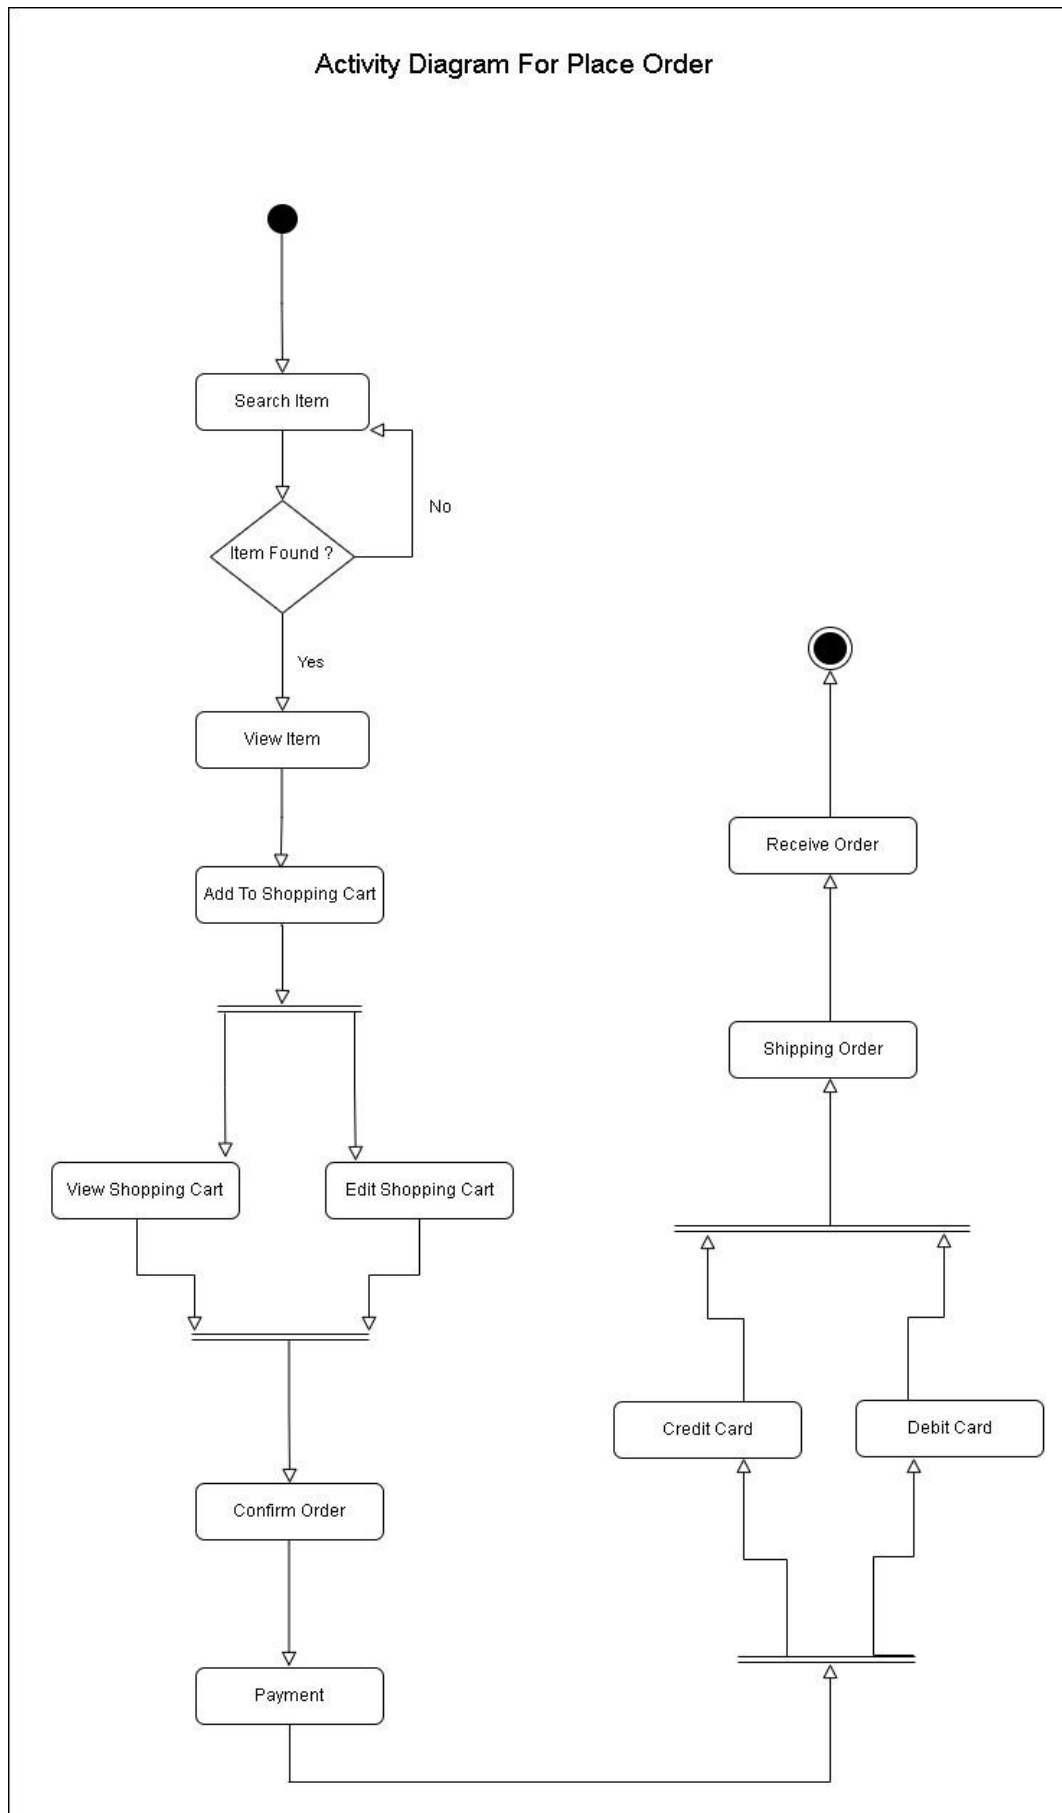 Activity Diagram For Place Order
Search Item
No
Item Found ?
Yes
View Item
Add To Shopping Cart
View Shopping Cart
Edit Shopping Cart
Confirm Order
Payment
Credit Card
Debit Card
Shipping Order
Receive Order